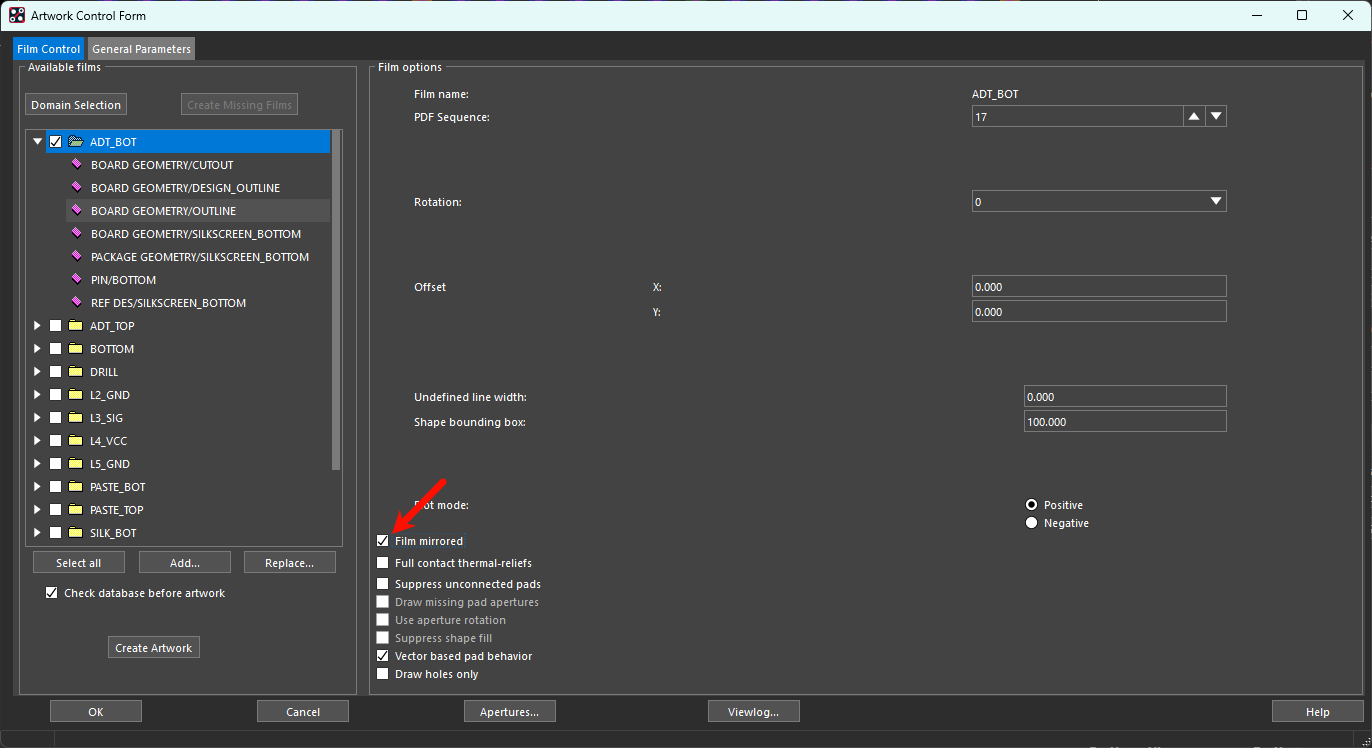 Artwork Control Form
Film Control
General Parameters
Available films
Domain Selection
Create Missing Films
ADT_BOT
BOARD GEOMETRY/CUTOUT
BOARD GEOMETRY/DESIGN_OUTLINE
BOARD GEOMETRY/OUTLINE
BOARD GEOMETRY/SILKSCREEN_BOTTOM
PACKAGE GEOMETRY/SILKSCREEN_BOTTOM
PIN/BOTTOM
REF DES/SILKSCREEN_BOTTOM
ADT_TOP
BOTTOM
DRILL
L2_GND
L3_SIG
L4_VCC
L5_GND
PASTE_BOT
PASTE_TOP
SILK_BOT
Select all
Add...
Replace...
Check database before artwork
Create Artwork
Film options
Film name: ADT_BOT
PDF Sequence: 17
Rotation: 0
Offset X: 0.000
Y: 0.000
Undefined line width: 0.000
Shape bounding box: 100.000
mode: Positive
Negative
Film mirrored
Full contact thermal-reliefs
Suppress unconnected pads
Draw missing pad apertures
Use aperture rotation
Suppress shape fill
Vector based pad behavior
Draw holes only
OK
Cancel
Apertures...
Viewlog...
Help